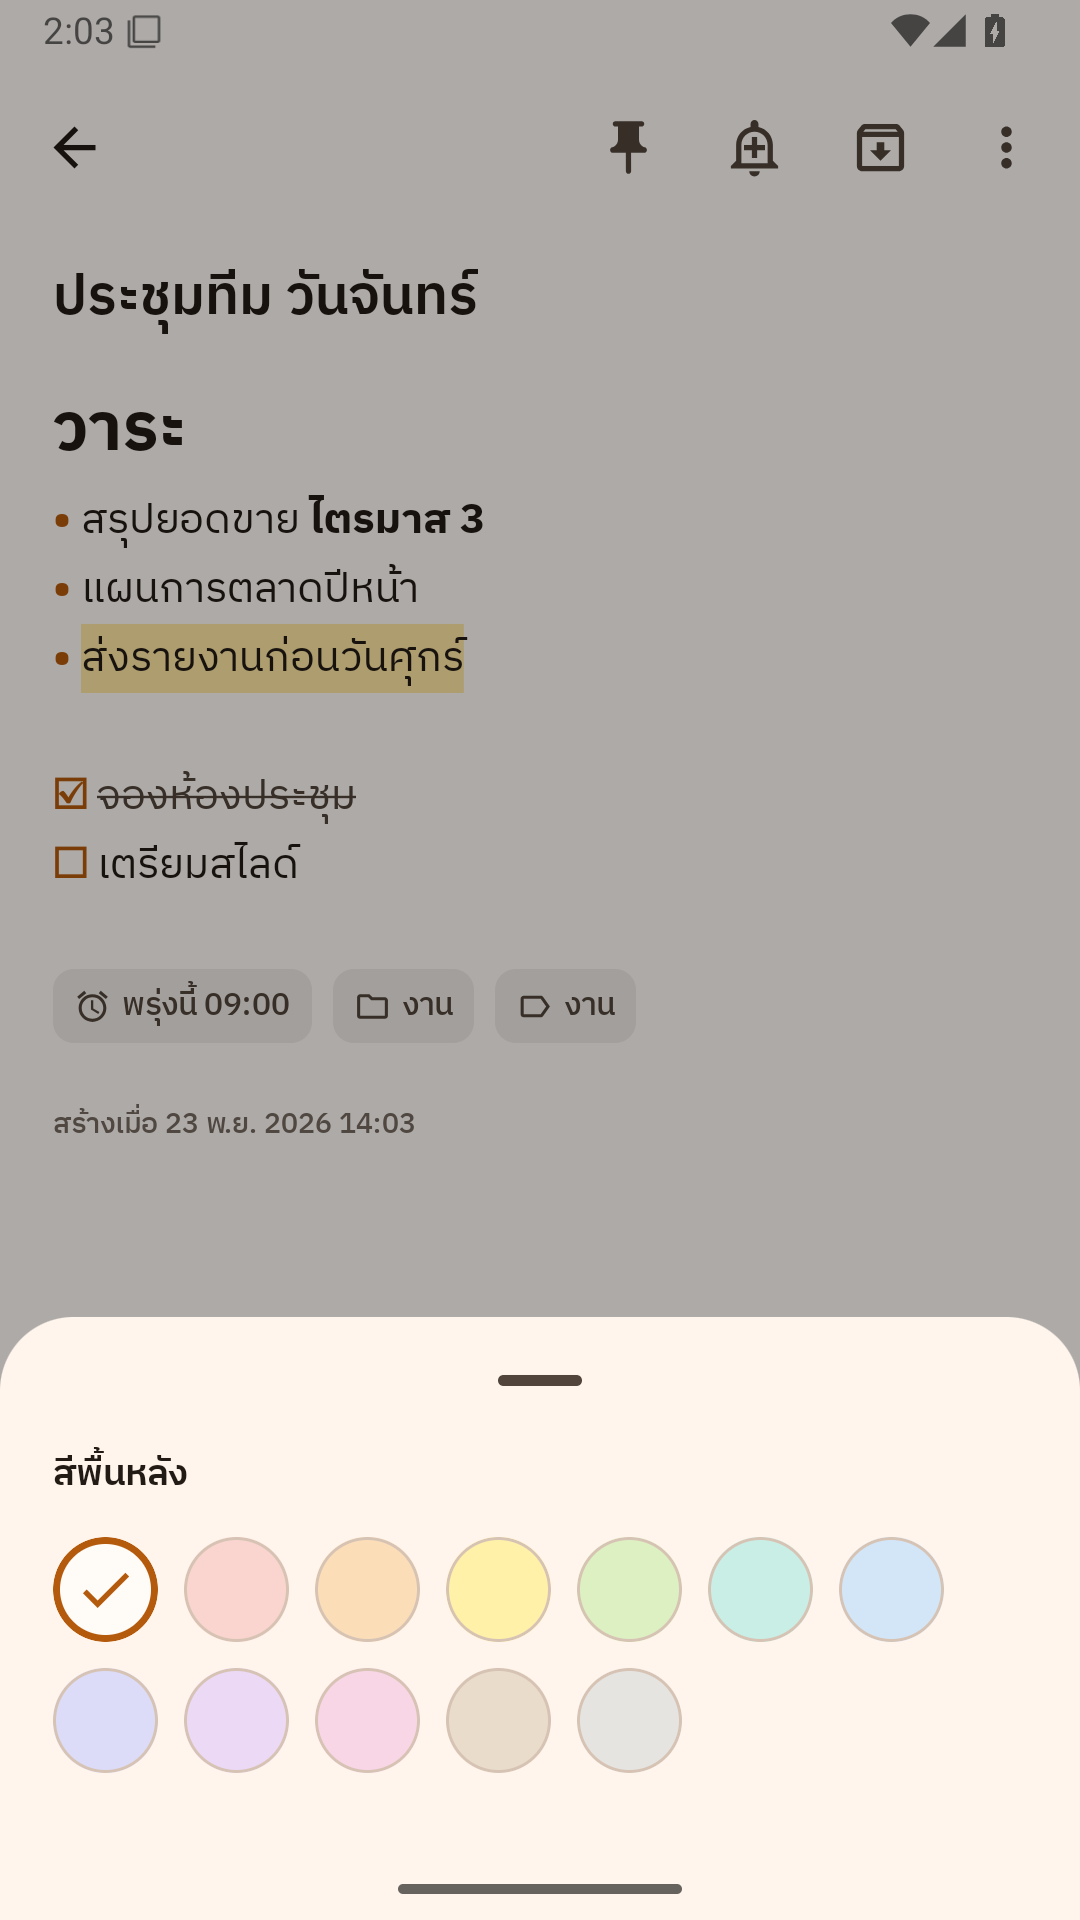 2:03
ประชุมทีม วันจันทร์
วาระ
• สรุปยอดขาย ไตรมาส 3
• แผนการตลาดปีหน้า
• ส่งรายงานก่อนวันศุกร์
☑ จองห้องประชุม
☐ เตรียมสไลด์
พรุ่งนี้ 09:00 งาน งาน
สร้างเมื่อ 23 พ.ย. 2026 14:03
สีพื้นหลัง